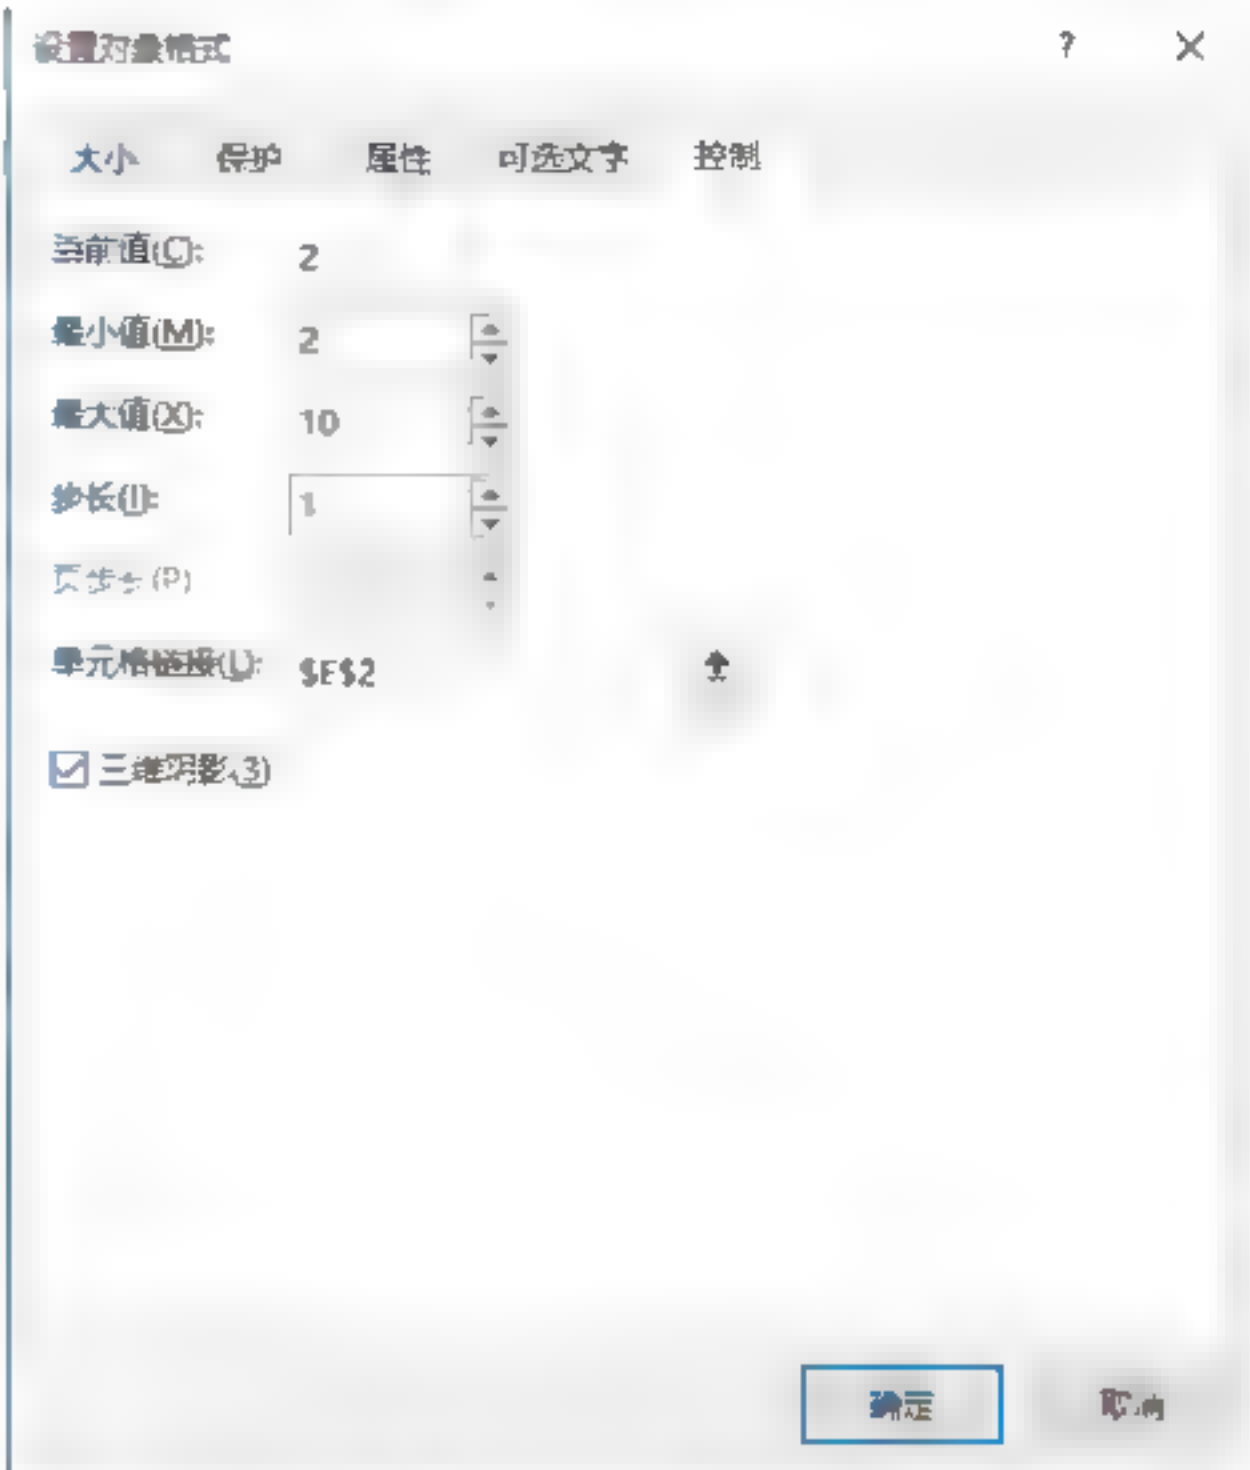 设置对象格式
大小 保护 属性 可选文字 控制
当前值(C): 2
最小值(M): 2
最大值(X): 10
步长(I): 1
页步长(P)
单元格链接(L): $E$2
三维阴影(3)
确定 取消